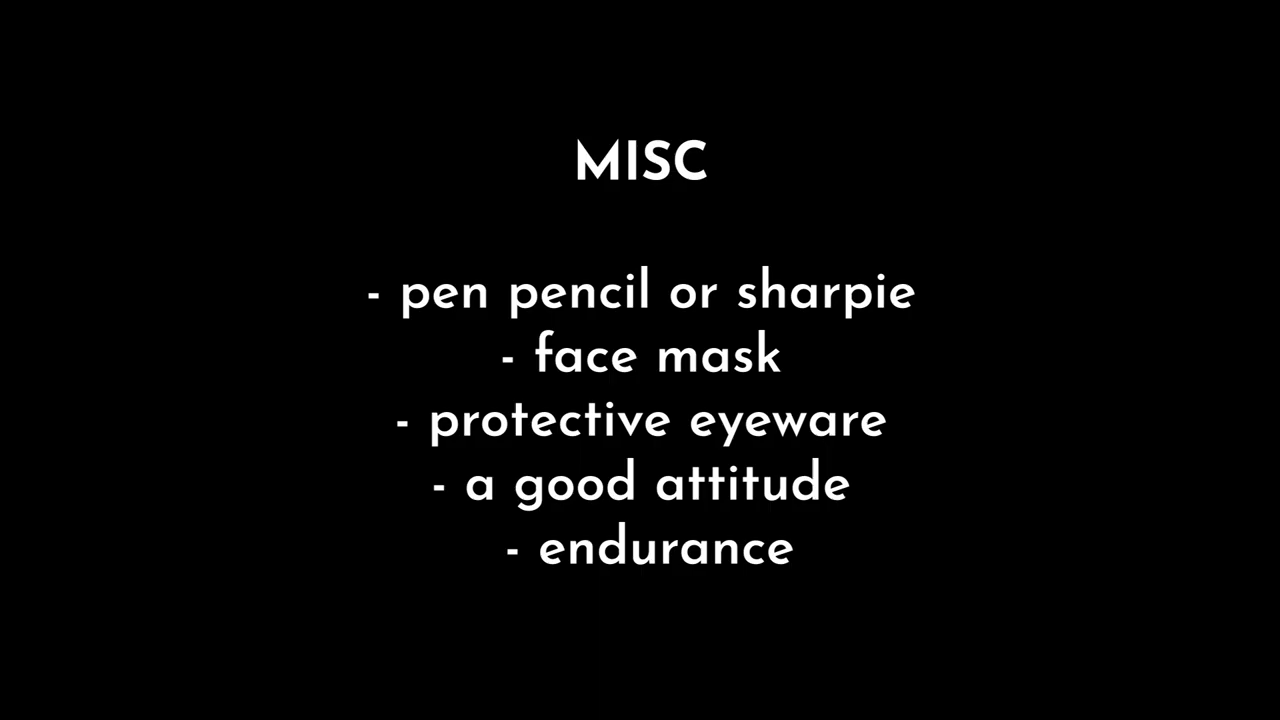 MISC
- pen pencil or sharpie
- face mask
- protective eyeware
- a good attitude
- endurance